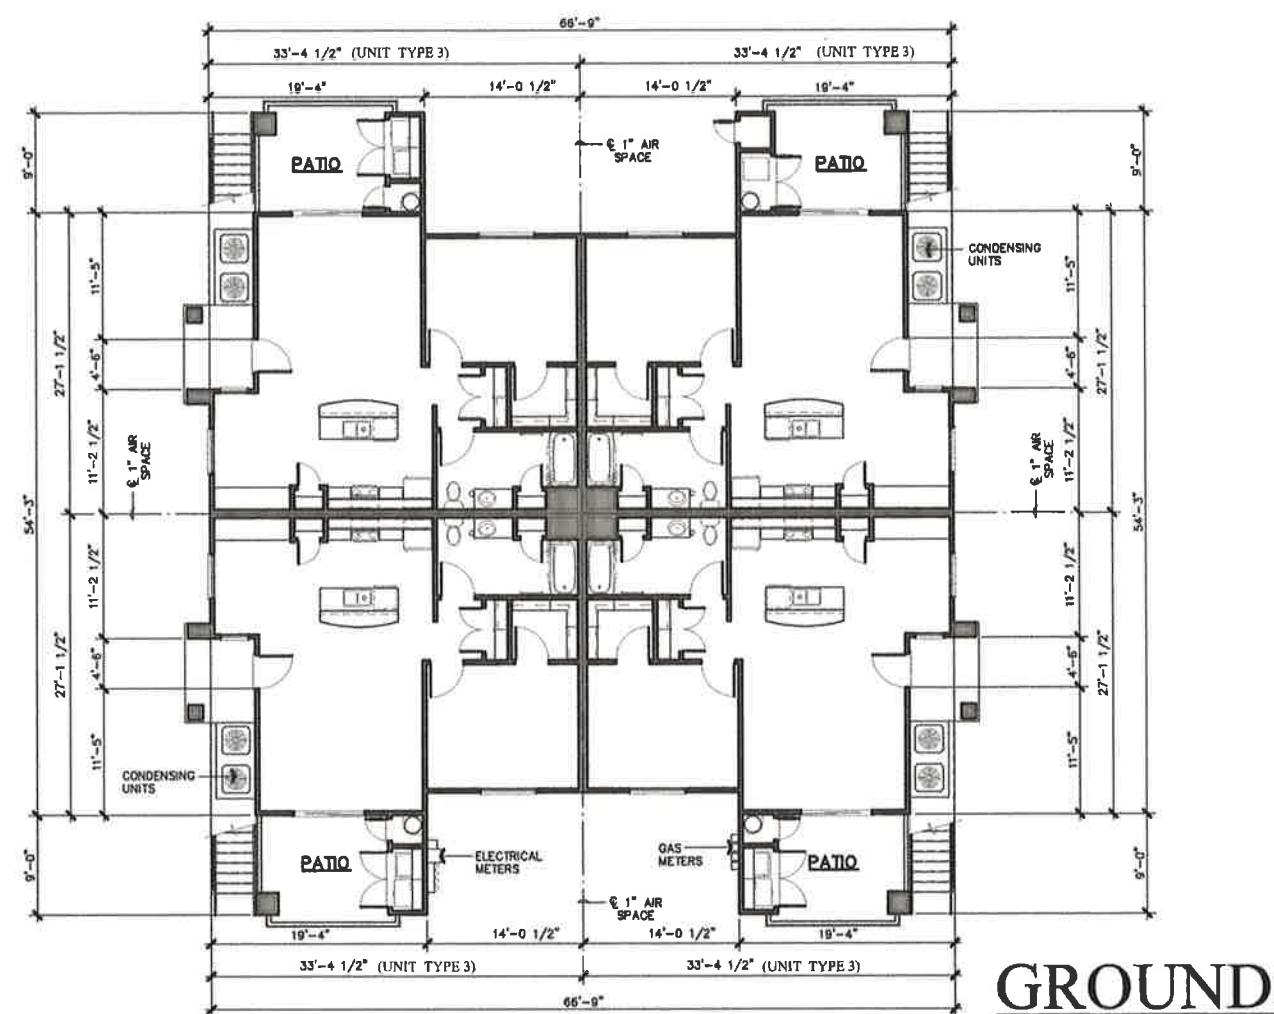 66'-9"
33'-4 1/2" (UNIT TYPE 3)
33'-4 1/2" (UNIT TYPE 3)
19'-4"
14'-0 1/2"
14'-0 1/2"
19'-4"
℄ 1" AIR
SPACE
PATIO
PATIO
9'-0"
9'-0"
CONDENSING
UNITS
11'-5"
11'-5"
27'-1 1/2"
4'-6"
4'-6"
27'-1 1/2"
11'-2 1/2"
℄ 1" AIR
SPACE
℄ 1" AIR
SPACE
11'-2 1/2"
54'-3"
54'-3"
11'-2 1/2"
11'-2 1/2"
27'-1 1/2"
4'-6"
4'-6"
27'-1 1/2"
11'-5"
11'-5"
CONDENSING
UNITS
9'-0"
PATIO
ELECTRICAL
METERS
GAS
METERS
PATIO
9'-0"
℄ 1" AIR
SPACE
19'-4"
14'-0 1/2"
14'-0 1/2"
19'-4"
33'-4 1/2" (UNIT TYPE 3)
33'-4 1/2" (UNIT TYPE 3)
66'-9"
GROUND